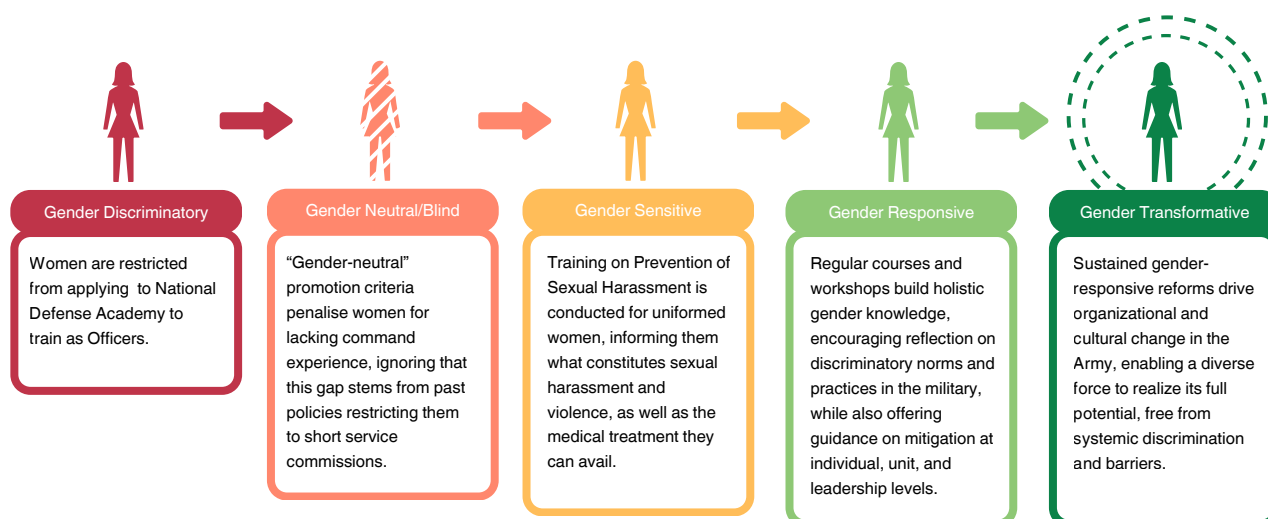 Gender Discriminatory
Women are restricted
from applying to National
Defense Academy to
train as Officers.
Gender Neutral/Blind
“Gender-neutral”
promotion criteria
penalise women for
lacking command
experience, ignoring that
this gap stems from past
policies restricting them
to short service
commissions.
Gender Sensitive
Training on Prevention of
Sexual Harassment is
conducted for uniformed
women, informing them
what constitutes sexual
harassment and
violence, as well as the
medical treatment they
can avail.
Gender Responsive
Regular courses and
workshops build holistic
gender knowledge,
encouraging reflection on
discriminatory norms and
practices in the military,
while also offering
guidance on mitigation at
individual, unit, and
leadership levels.
Gender Transformative
Sustained gender-
responsive reforms drive
organizational and
cultural change in the
Army, enabling a diverse
force to realize its full
potential, free from
systemic discrimination
and barriers.